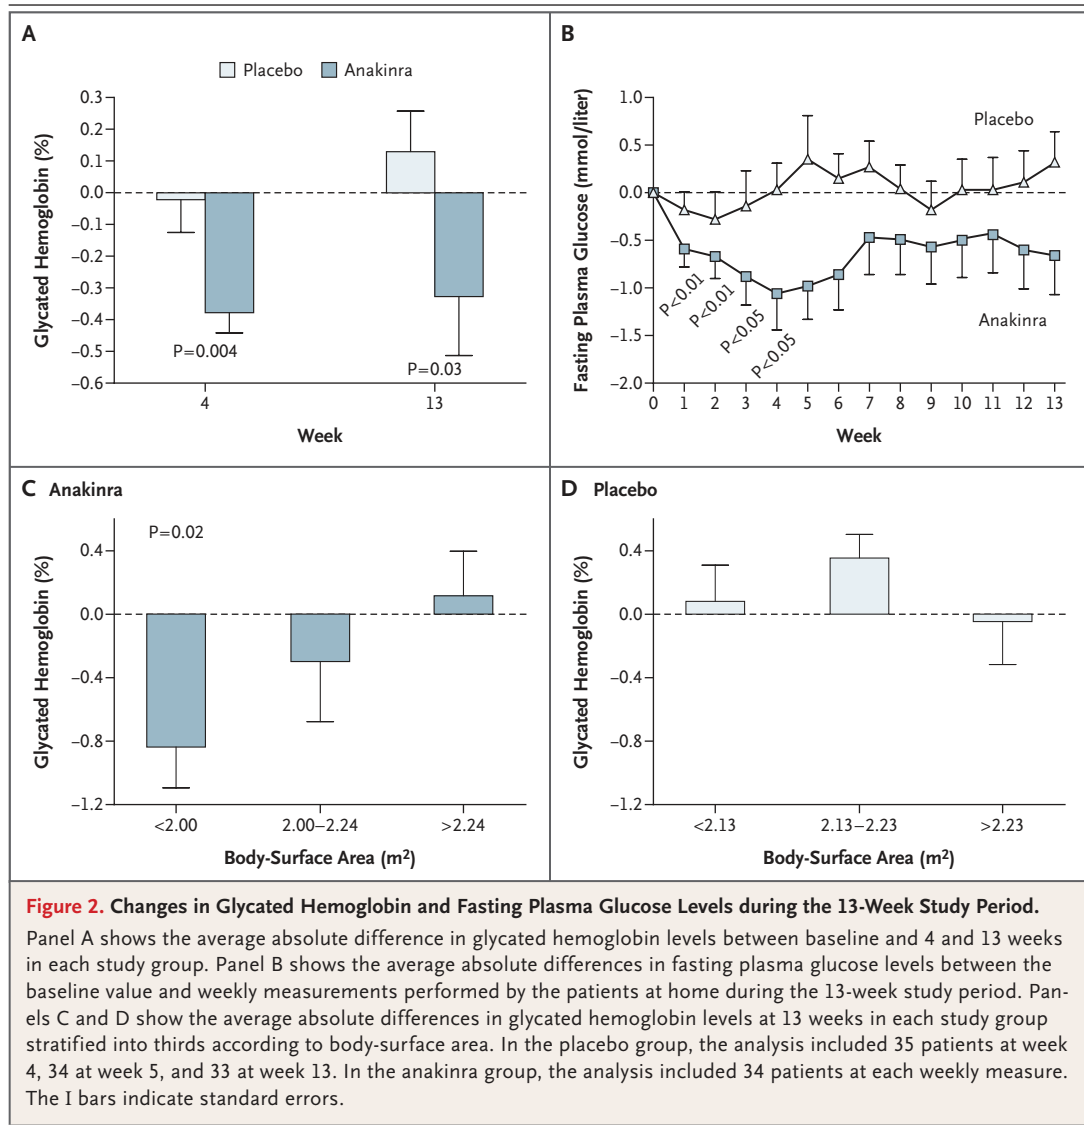 A
Placebo
Anakinra
0.3
0.2
0.1
0.0
−0.1
−0.2
−0.3
−0.4
−0.5
−0.6
Glycated Hemoglobin (%)
P=0.004
P=0.03
4
13
Week
B
1.0
0.5
0.0
−0.5
−1.0
−1.5
−2.0
Fasting Plasma Glucose (mmol/liter)
Placebo
Anakinra
P<0.01
P<0.01
P<0.05
P<0.05
0 1 2 3 4 5 6 7 8 9 10 11 12 13
Week
C Anakinra
P=0.02
0.4
0.0
−0.4
−0.8
−1.2
Glycated Hemoglobin (%)
<2.00 2.00–2.24 >2.24
Body-Surface Area (m²)
D Placebo
0.4
0.0
−0.4
−0.8
−1.2
Glycated Hemoglobin (%)
<2.13 2.13–2.23 >2.23
Body-Surface Area (m²)
Figure 2. Changes in Glycated Hemoglobin and Fasting Plasma Glucose Levels during the 13-Week Study Period.
Panel A shows the average absolute difference in glycated hemoglobin levels between baseline and 4 and 13 weeks
in each study group. Panel B shows the average absolute differences in fasting plasma glucose levels between the
baseline value and weekly measurements performed by the patients at home during the 13-week study period. Pan-
els C and D show the average absolute differences in glycated hemoglobin levels at 13 weeks in each study group
stratified into thirds according to body-surface area. In the placebo group, the analysis included 35 patients at week
4, 34 at week 5, and 33 at week 13. In the anakinra group, the analysis included 34 patients at each weekly measure.
The I bars indicate standard errors.